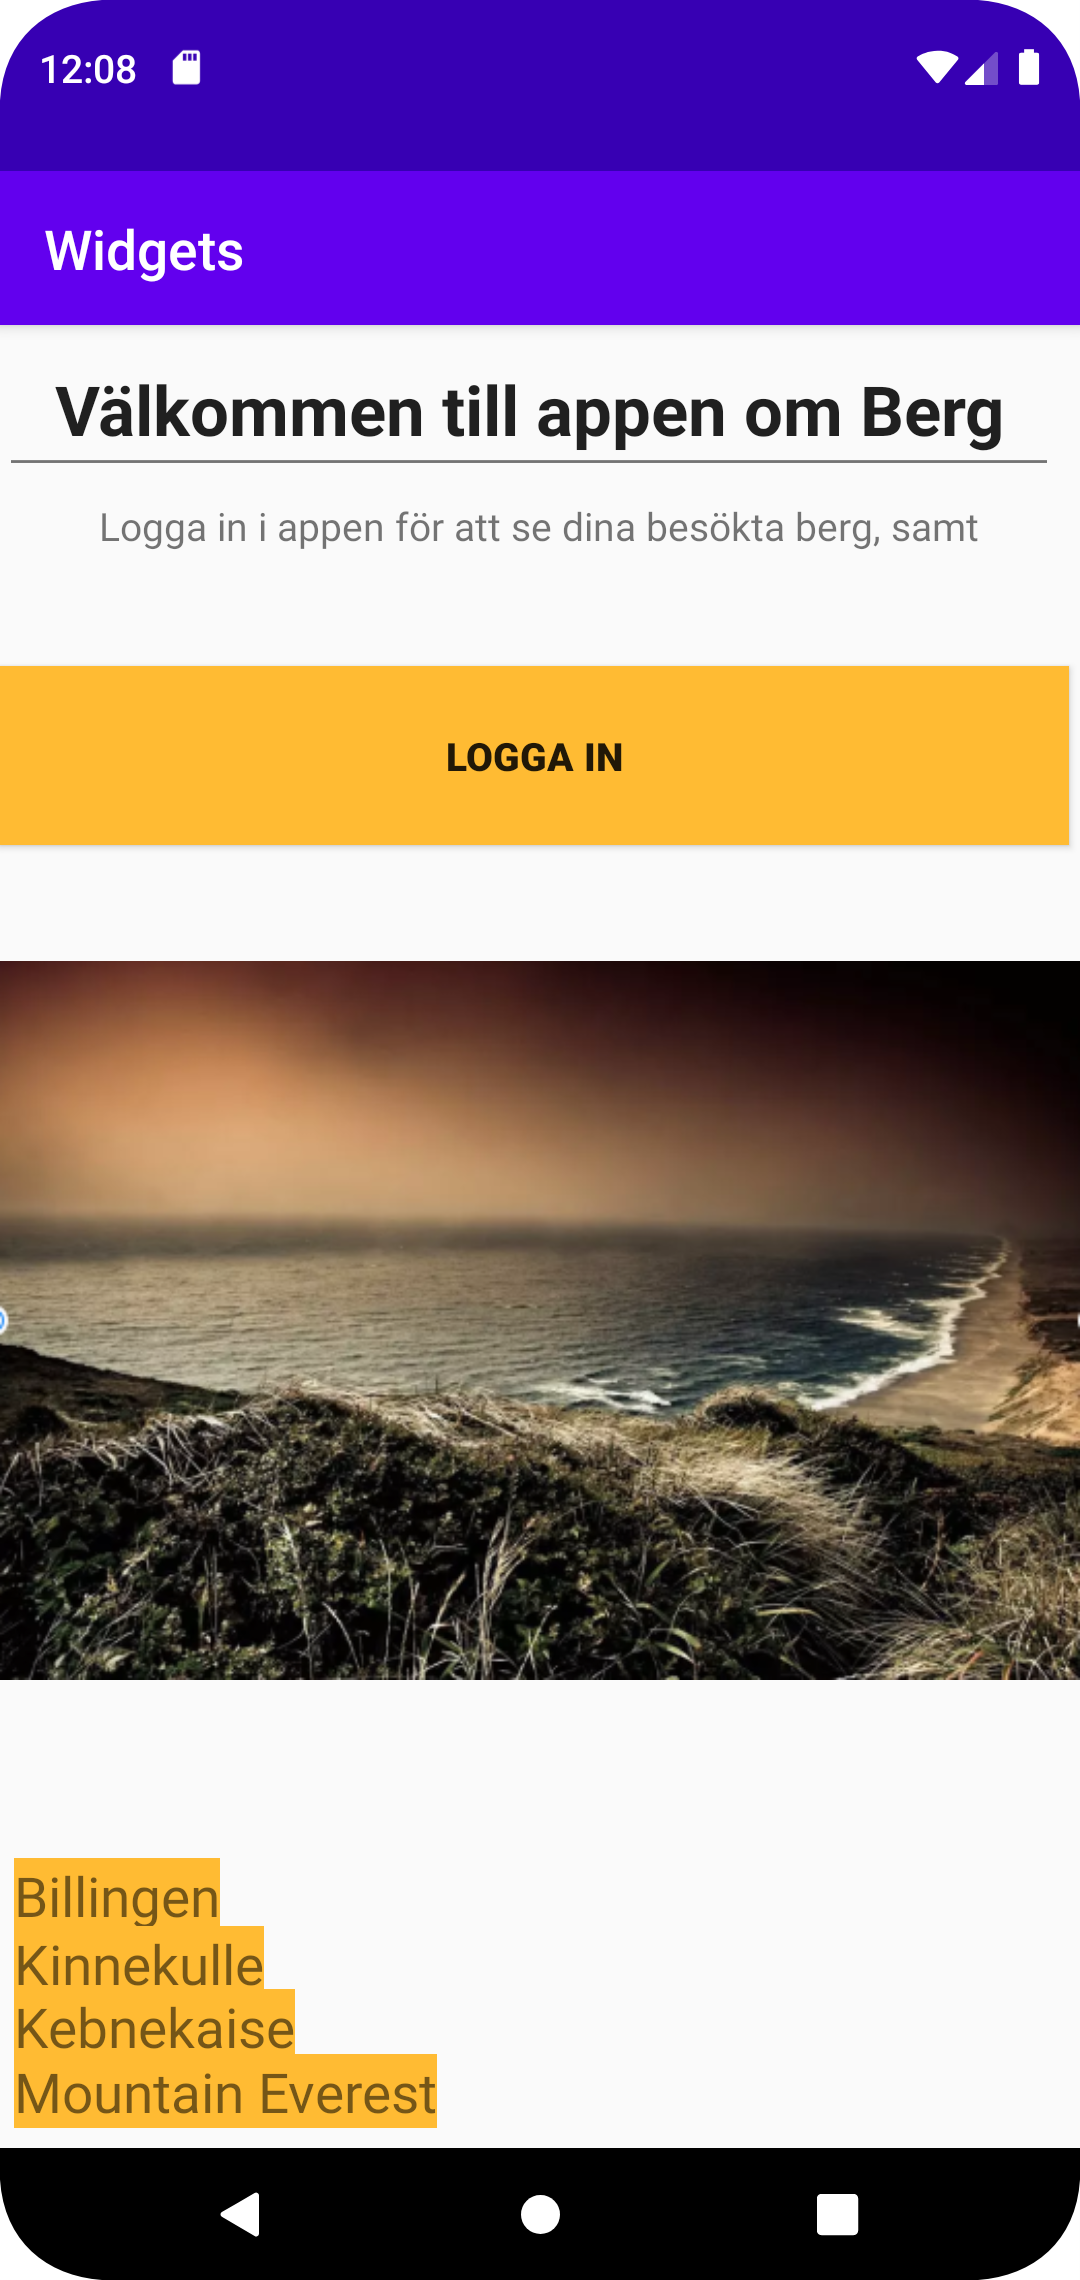 12:08
Widgets
Välkommen till appen om Berg
Logga in i appen för att se dina besökta berg, samt
LOGGA IN
Billingen
Kinnekulle
Kebnekaise
Mountain Everest